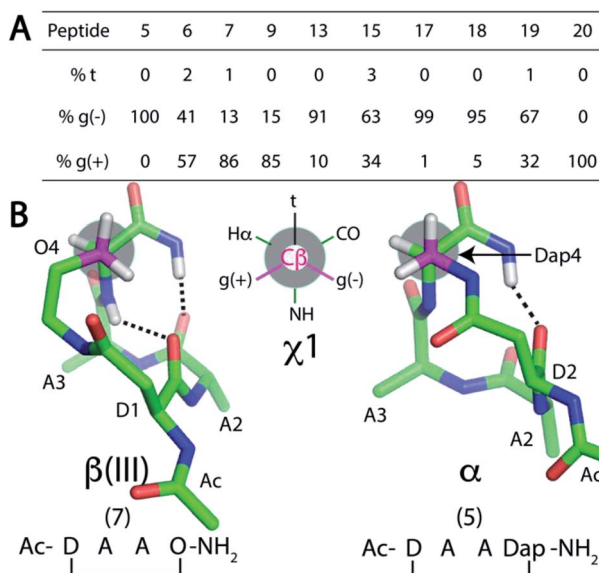 A
Peptide 5 6 7 9 13 15 17 18 19 20
% t 0 2 1 0 0 3 0 0 1 0
% g(-) 100 41 13 15 91 63 99 95 67 0
% g(+) 0 57 86 85 10 34 1 5 32 100
B
O4
t
Hα CO
Cβ
g(+) g(-)
NH
χ1
Dap4
A3
D1
A2
Ac
β(III)
(7)
Ac- D A A O-NH2
D2
A3
A2
Ac
α
(5)
Ac- D A A Dap -NH2